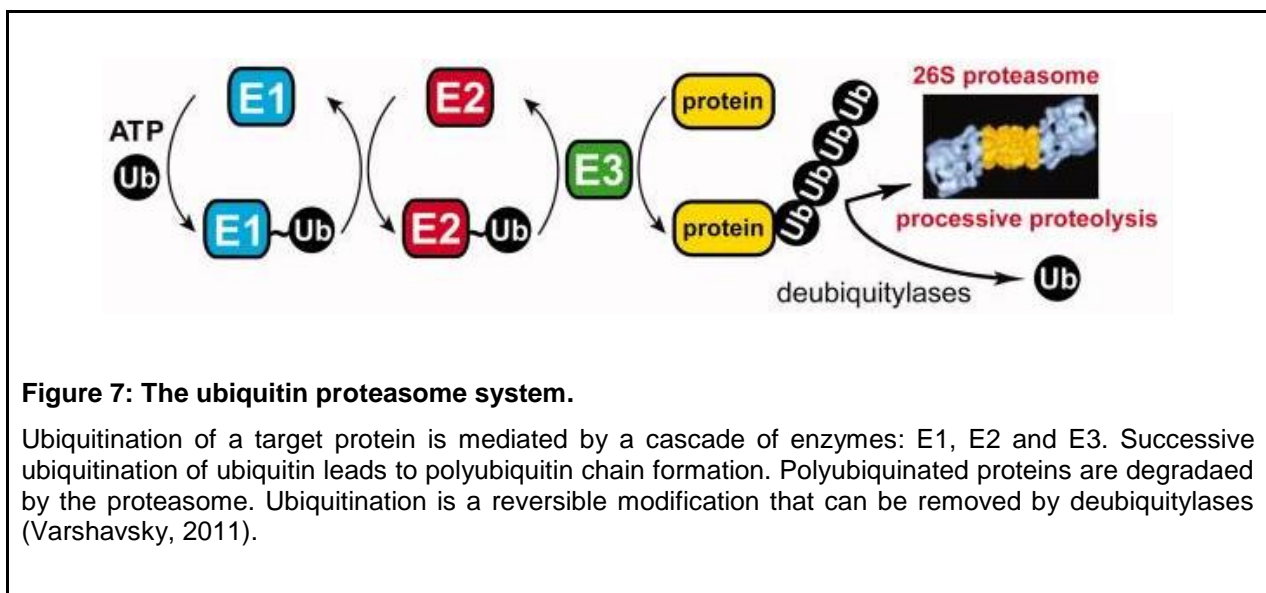 E1
E2
protein
Ub
Ub
Ub
Ub
26S proteasome
ATP
Ub
E3
E1
Ub
E2
Ub
protein
processive proteolysis
deubiquitylases
Ub
Figure 7: The ubiquitin proteasome system.
Ubiquitination of a target protein is mediated by a cascade of enzymes: E1, E2 and E3. Successive
ubiquitination of ubiquitin leads to polyubiquitin chain formation. Polyubiquinated proteins are degradaed
by the proteasome. Ubiquitination is a reversible modification that can be removed by deubiquitylases
(Varshavsky, 2011).